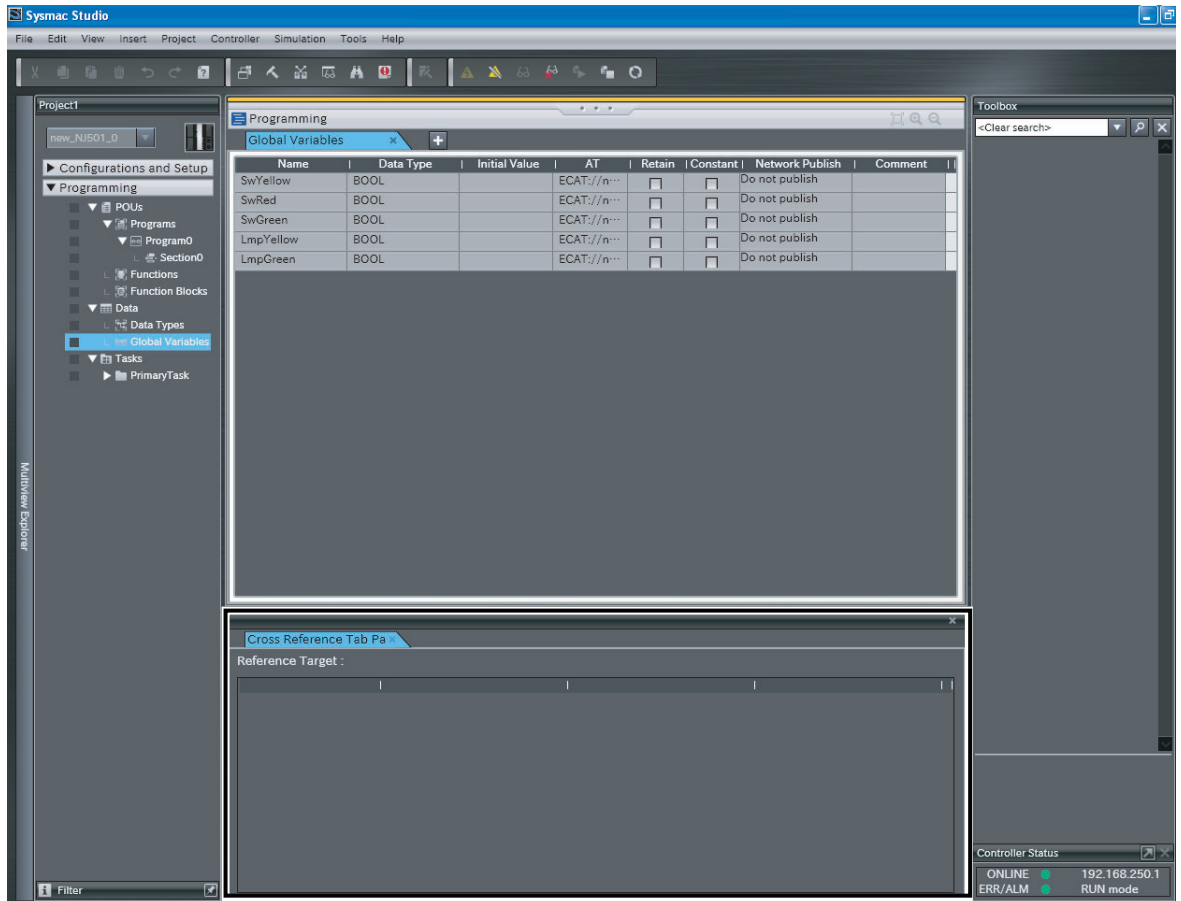 Sysmac Studio
File Edit View Insert Project Controller Simulation Tools Help
Multiview Explorer
Project1
new_NJ501_0
▶ Configurations and Setup
▼ Programming
▼ POUs
▼ Programs
▼ Program0
Section0
Functions
Function Blocks
▼ Data
Data Types
Global Variables
▼ Tasks
▶ PrimaryTask
Filter
Programming
Global Variables
Name Data Type Initial Value AT Retain Constant Network Publish Comment
SwYellow BOOL ECAT://n··· Do not publish
SwRed BOOL ECAT://n··· Do not publish
SwGreen BOOL ECAT://n··· Do not publish
LmpYellow BOOL ECAT://n··· Do not publish
LmpGreen BOOL ECAT://n··· Do not publish
Cross Reference Tab Pa
Reference Target :
Toolbox
<Clear search>
Controller Status
ONLINE 192.168.250.1
ERR/ALM RUN mode